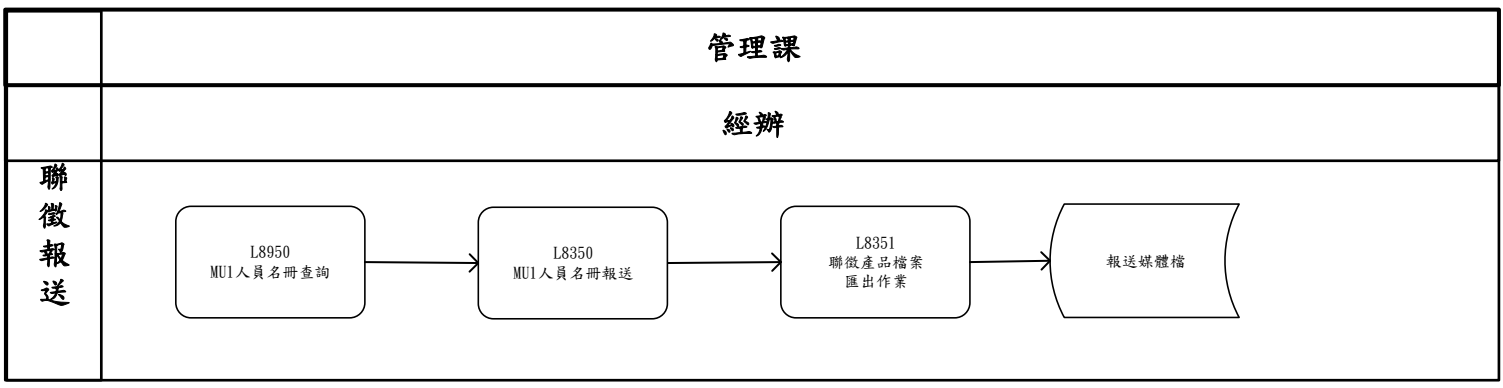 管理課
經辦
聯
徵
報
送
L8950
MU1人員名冊查詢
L8350
MU1人員名冊報送
L8351
聯徵產品檔案
匯出作業
報送媒體檔